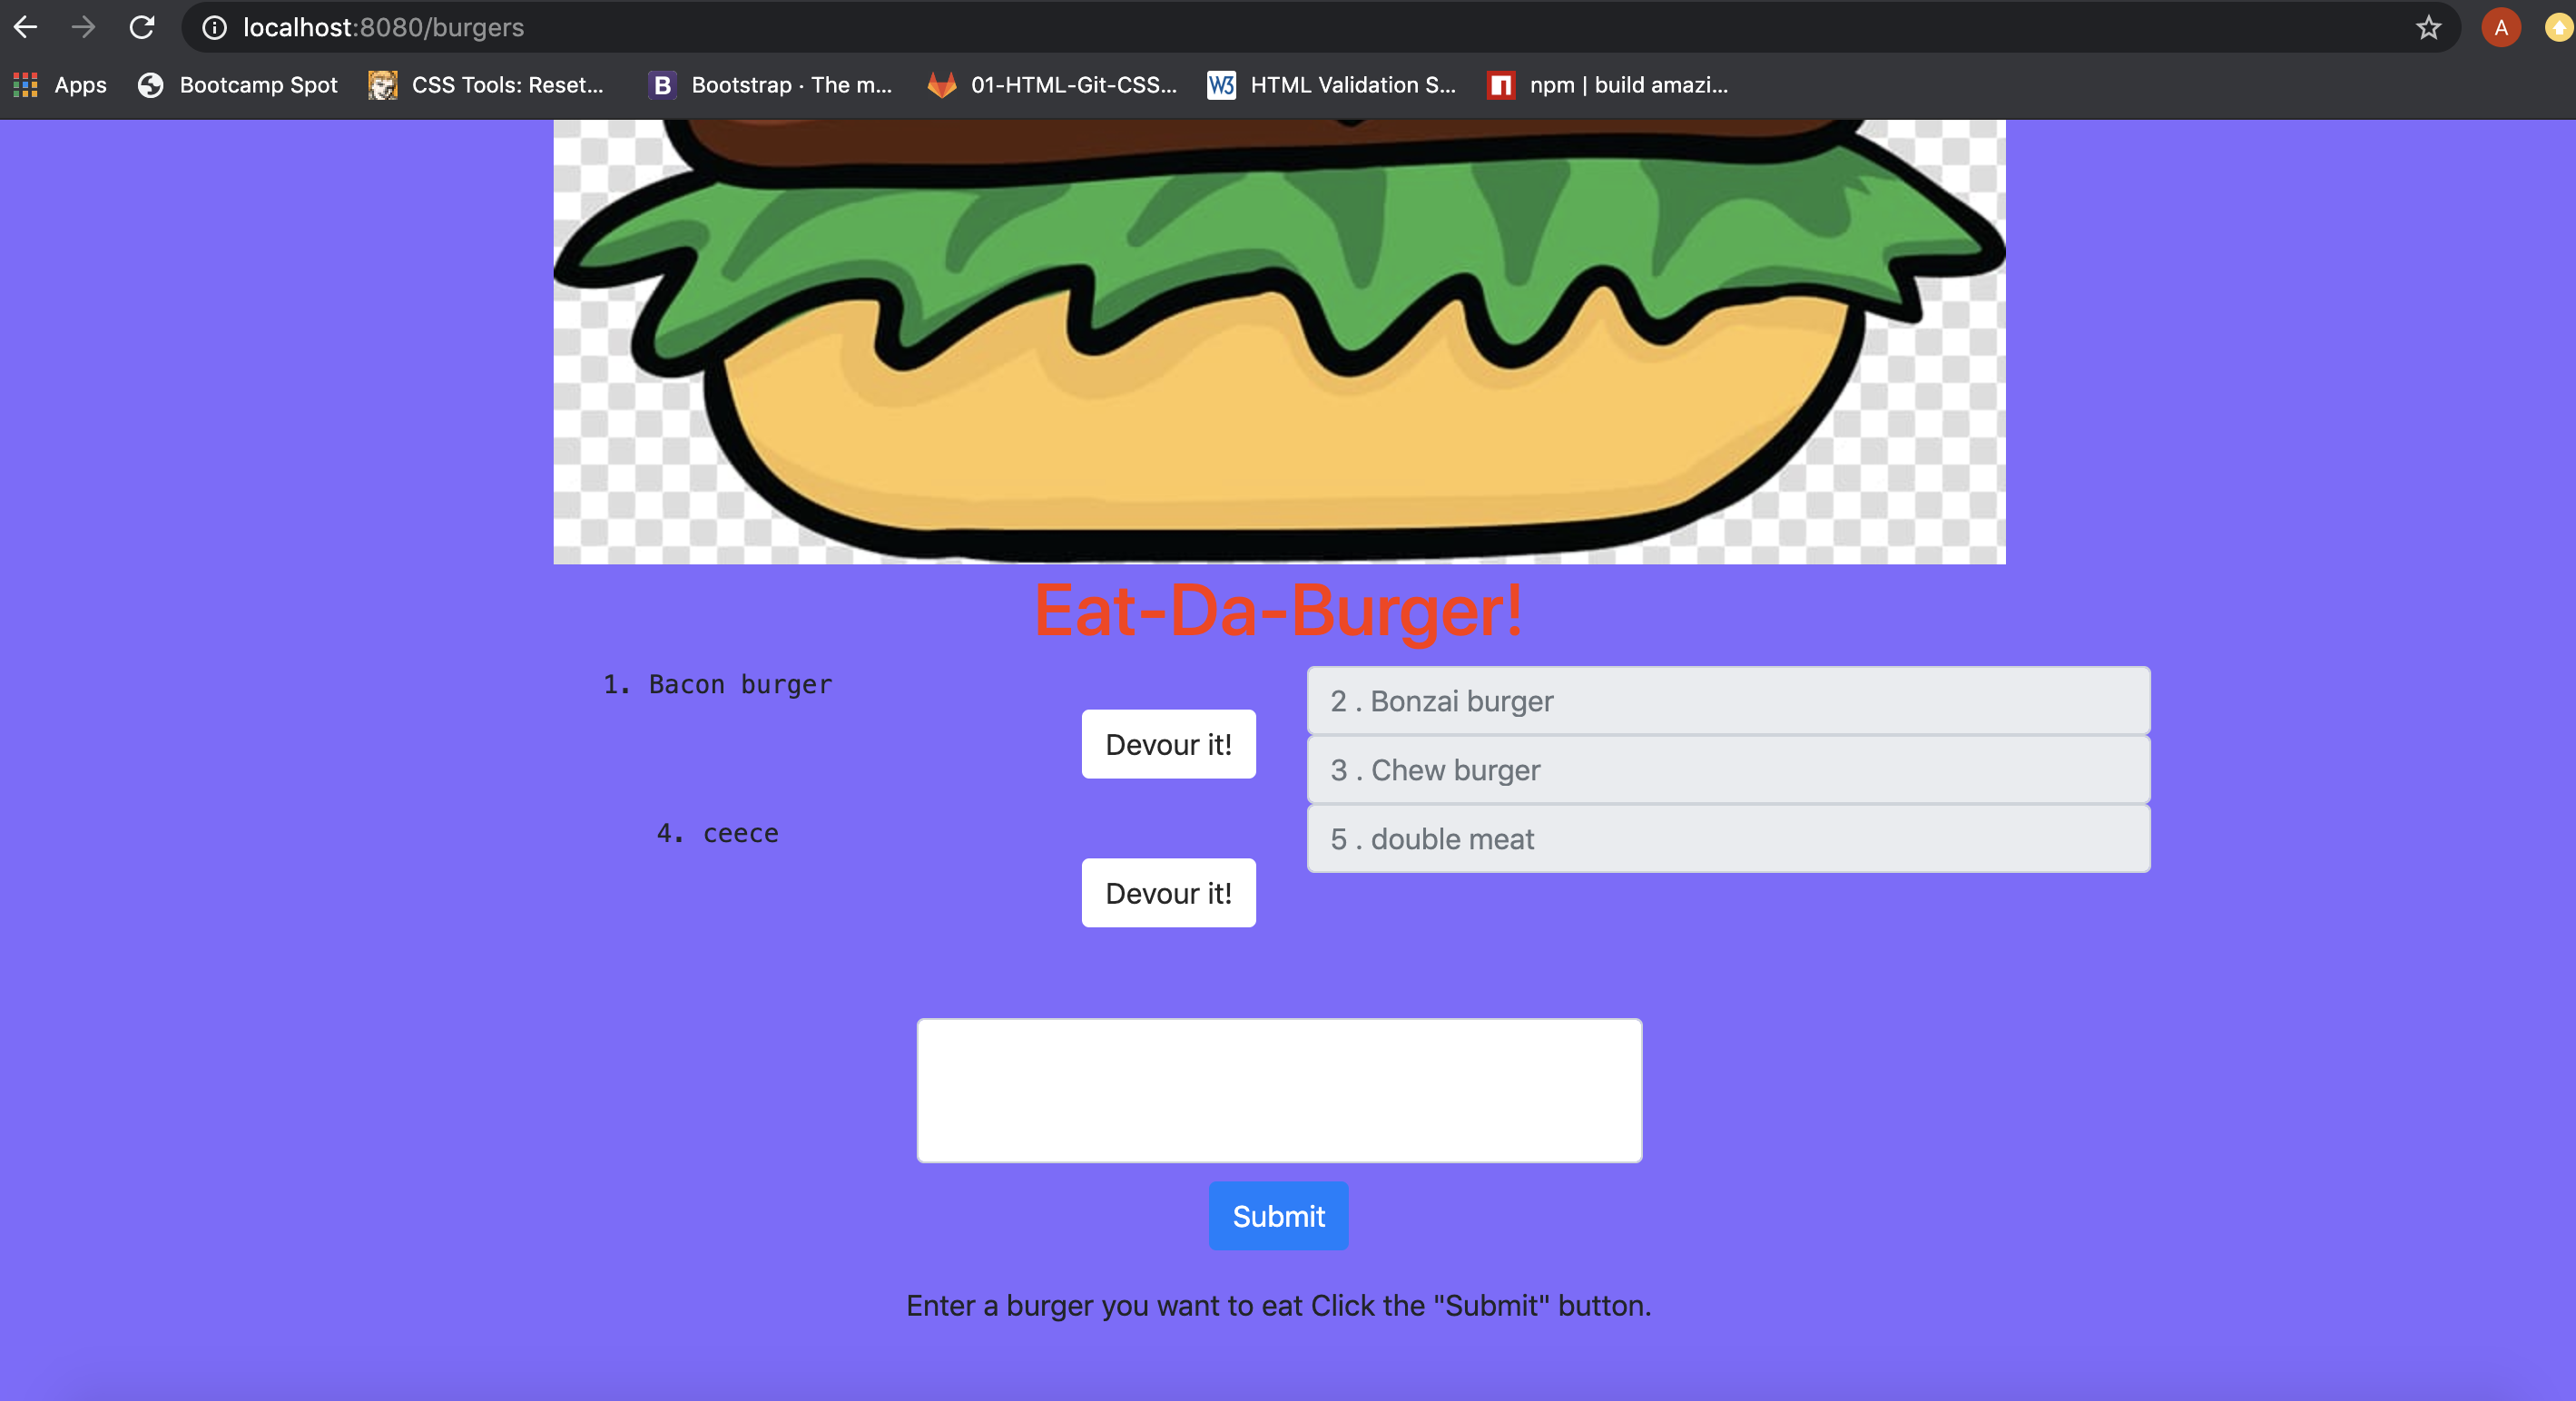 localhost:8080/burgers
A
Apps Bootcamp Spot CSS Tools: Reset... B Bootstrap · The m... 01-HTML-Git-CSS... W3 HTML Validation S... n npm | build amazi...
Eat-Da-Burger!
1. Bacon burger
Devour it!
4. ceece
Devour it!
2 . Bonzai burger
3 . Chew burger
5 . double meat
Submit
Enter a burger you want to eat Click the "Submit" button.